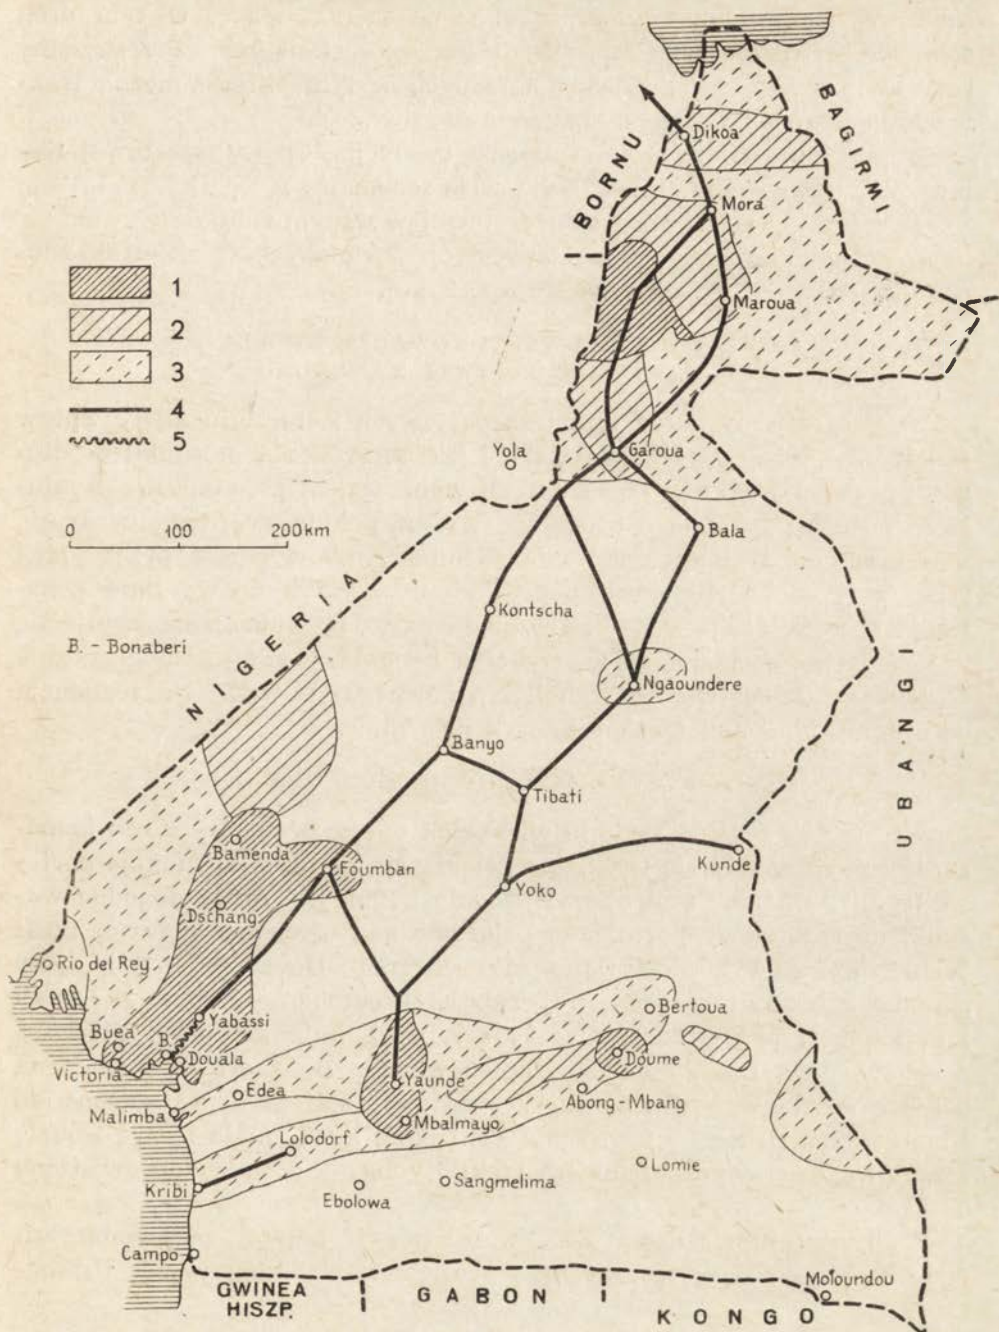 BORNU
BAGIRMI
Dikoa
Mora
Maroua
1
2
3
4
5
0 100 200km
Yola
Garoua
Bala
B. - Bonaberi
NIGERIA
Kontscha
Ngaoundere
UBANGI
Banyo
Tibati
Bamenda
Foumban
Kunde
Yoko
Dschang
Rio del Rey
Bertoua
Yabassi
Buea
B.
Douala
Doume
Victoria
Yaunde
Edea
Abong-Mbang
Malimba
Mbalmayo
Lolodorf
Lomie
Kribi
Sangmelima
Ebolowa
Campo
Moloundou
GWINEA
HISZP.
GABON
KONGO